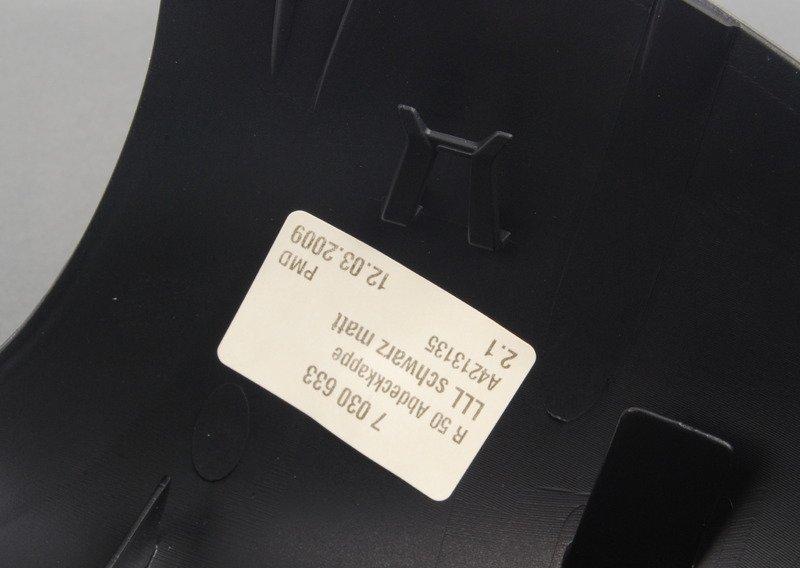 7 030 633
R 50 Abdeckkappe
LLL schwarz matt
A4213135
2.1
PMD
12.03.2009